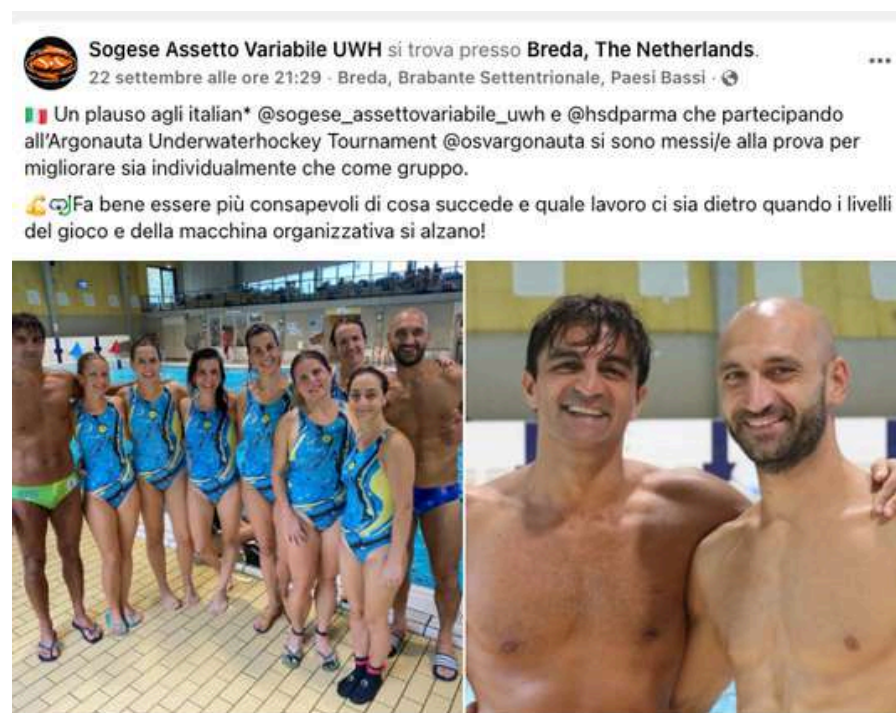 Sogese Assetto Variabile UWH si trova presso Breda, The Netherlands.
22 settembre alle ore 21:29 · Breda, Brabante Settentrionale, Paesi Bassi ·
🇮🇹 Un plauso agli italian* @sogese_assettovariabile_uwh e @hsdparma che partecipando
all'Argonauta Underwaterhockey Tournament @osvargonauta si sono messi/e alla prova per
migliorare sia individualmente che come gruppo.
💪🤿Fa bene essere più consapevoli di cosa succede e quale lavoro ci sia dietro quando i livelli
del gioco e della macchina organizzativa si alzano!